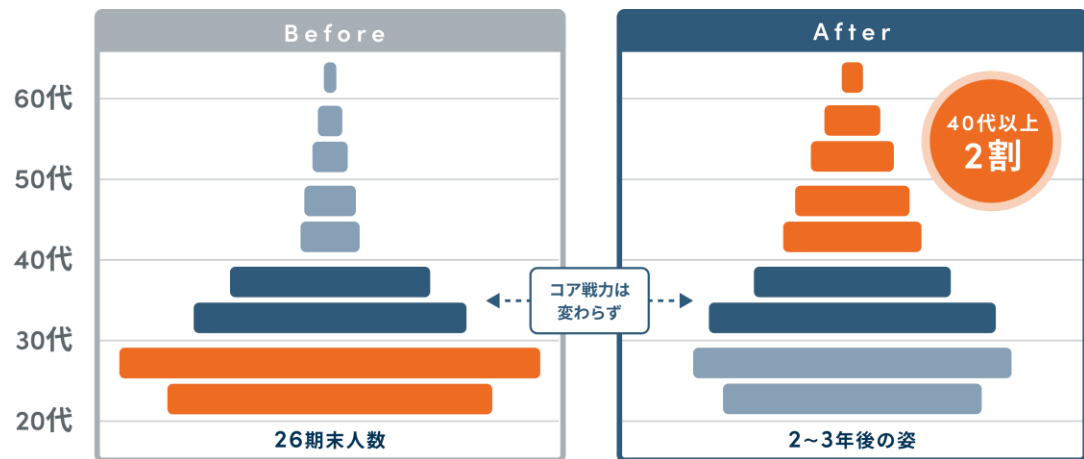 Before
After
60代
50代
40代
30代
20代
40代以上
2割
コア戦力は
変わらず
26期末人数
2~3年後の姿